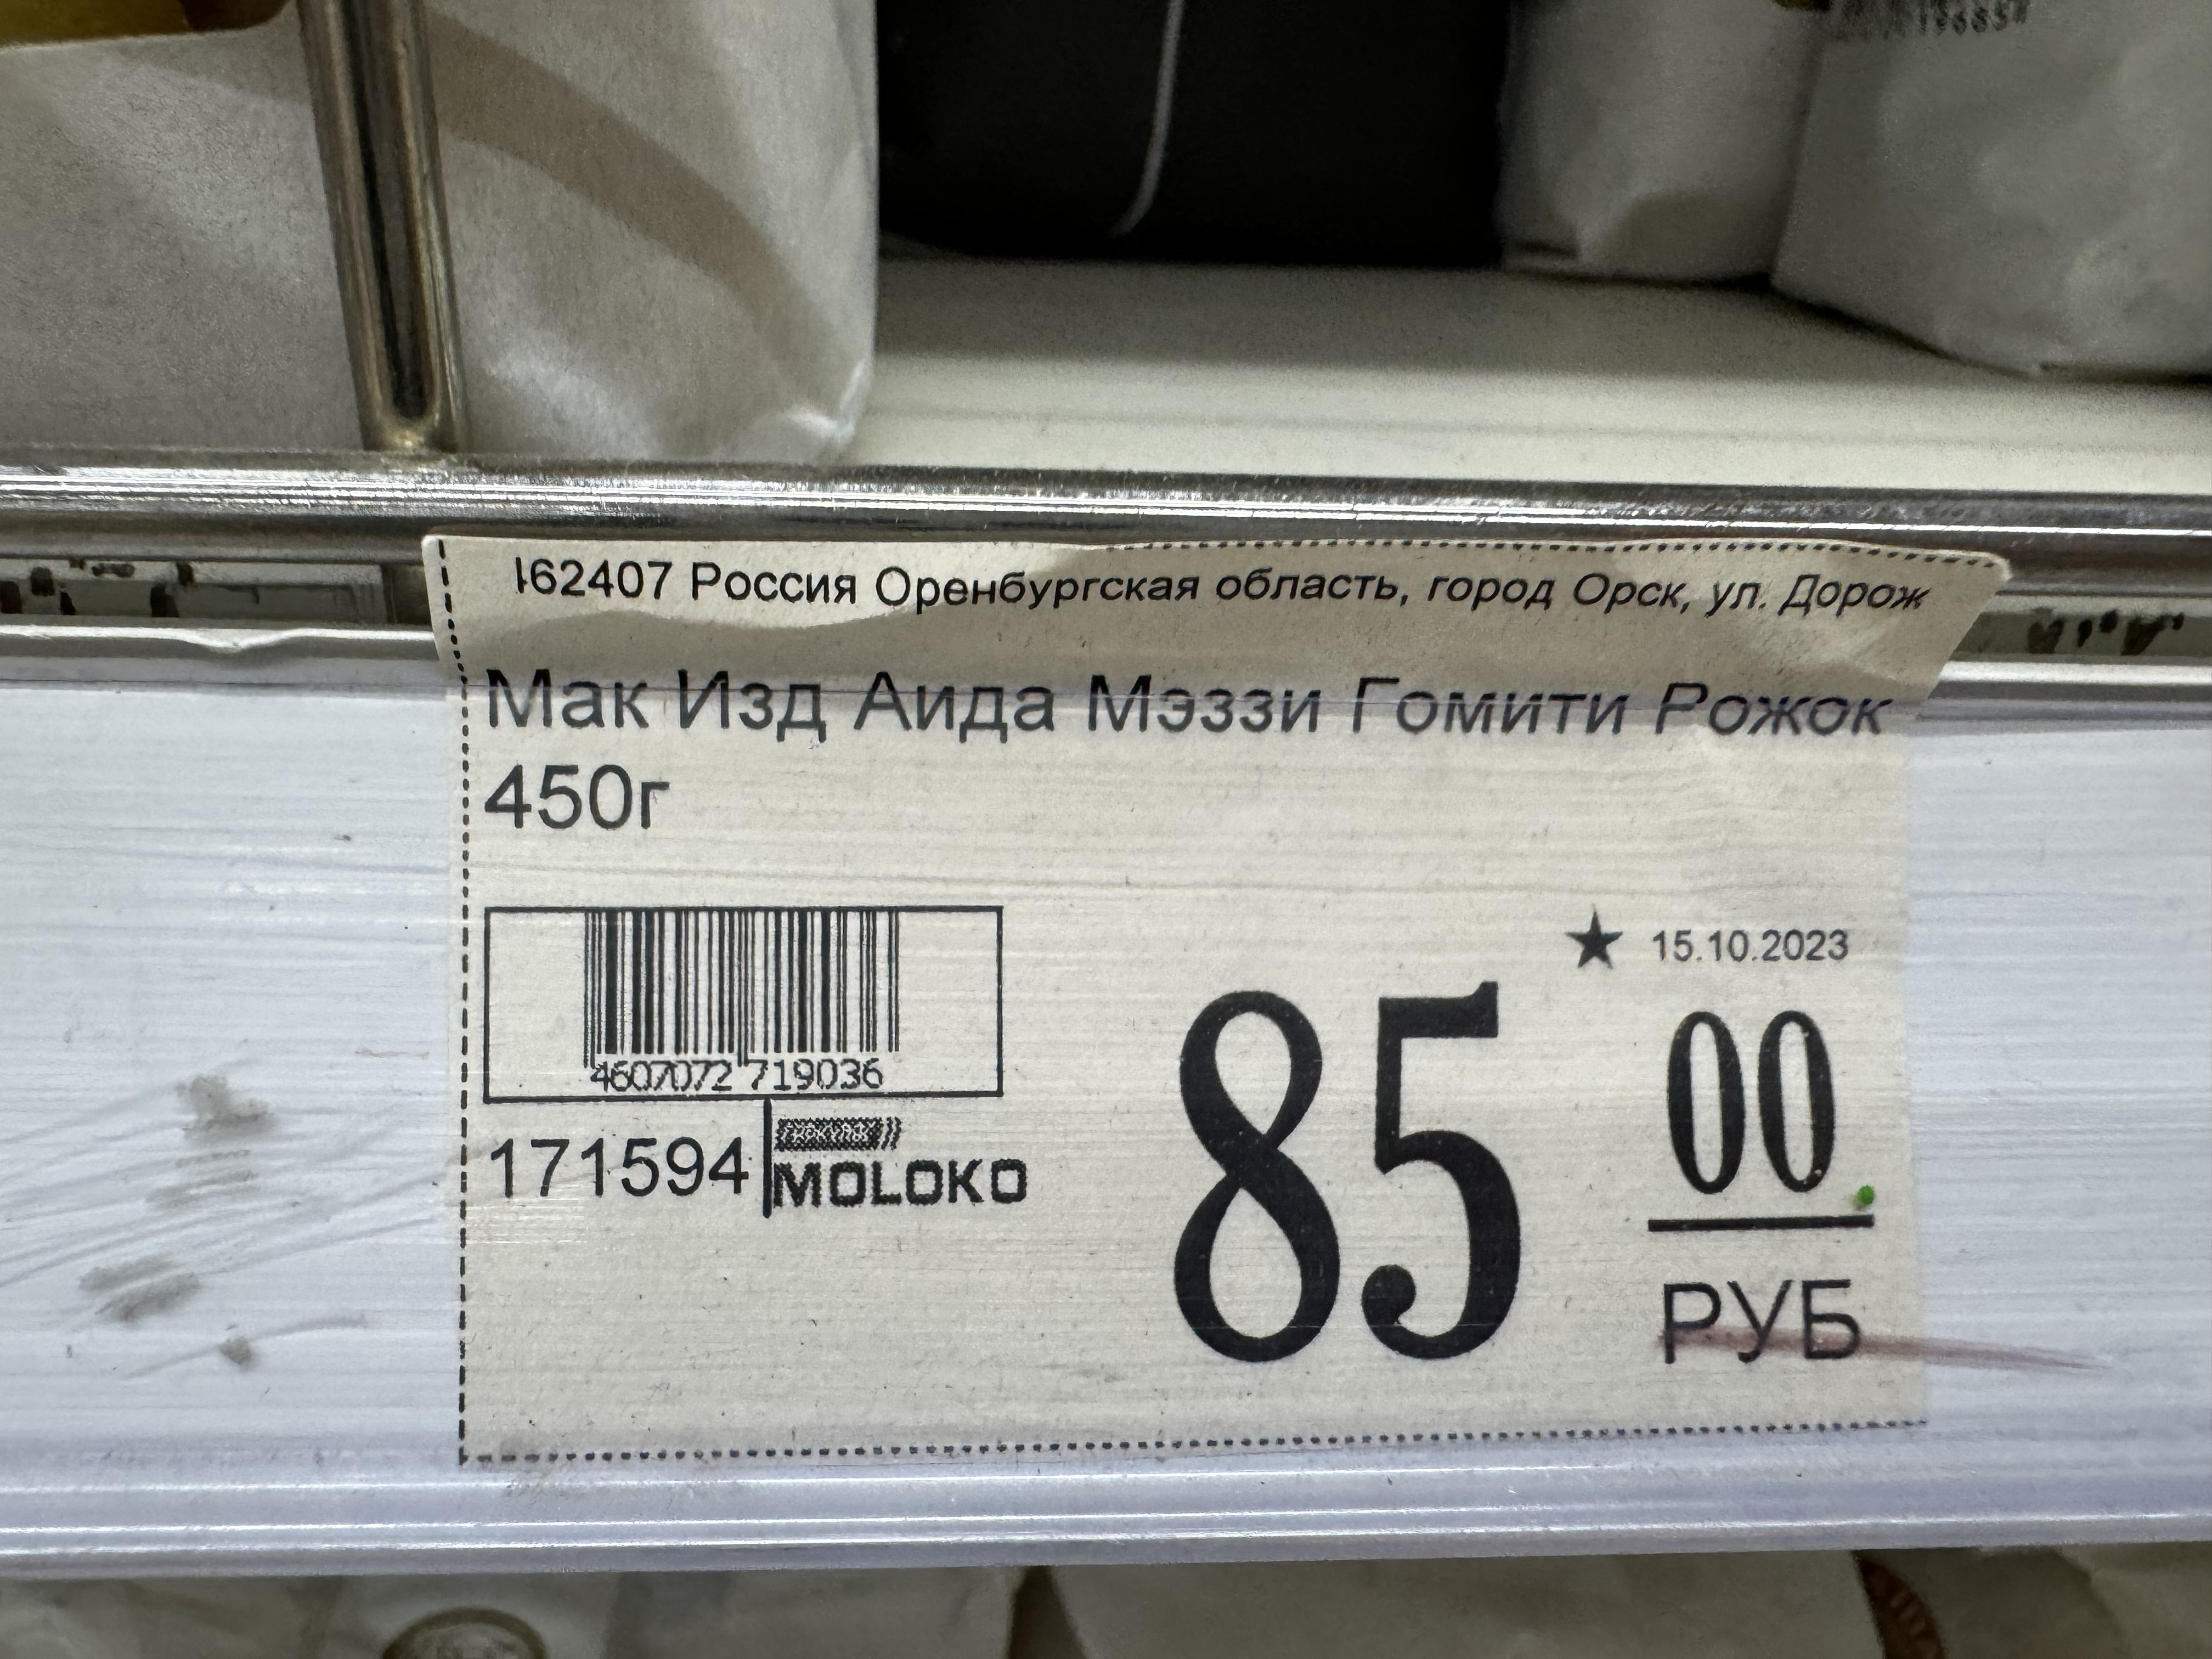 462407 Россия Оренбургская область, город Орск, ул. Дорож
Мак Изд Аида Мэззи Гомити Рожок
450г
★ 15.10.2023
4607072 719036
171594
MOLOKO
85 00
РУБ